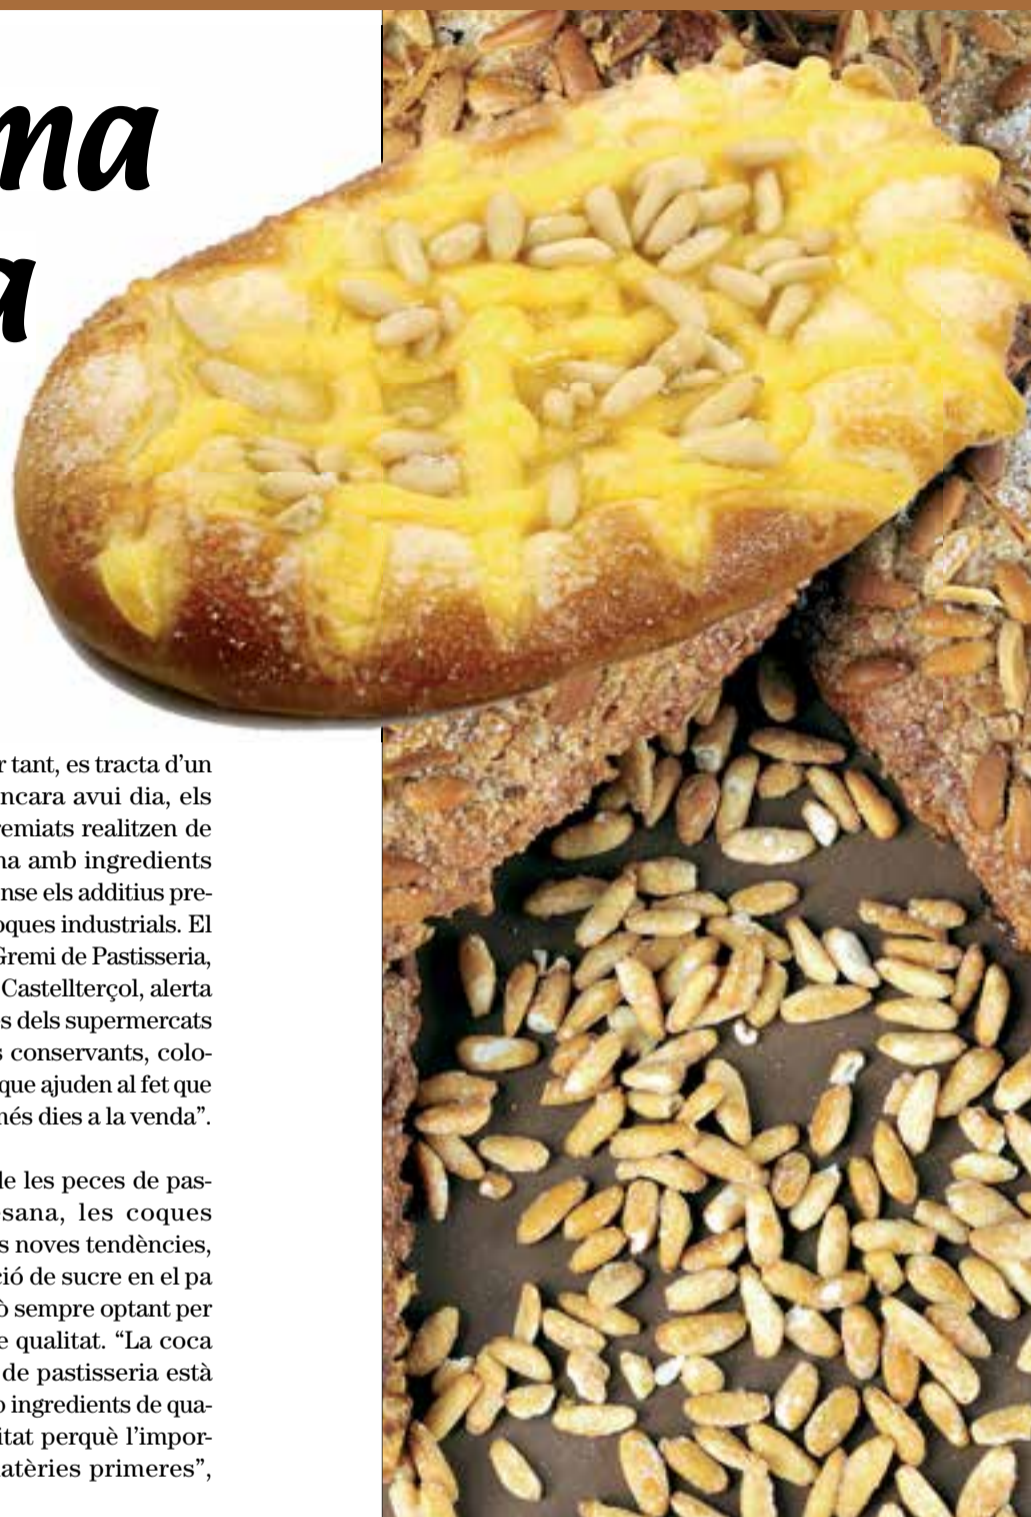 ma
a
r tant, es tracta d’un
ncara avui dia, els
remiats realitzen de
na amb ingredients
nse els additius pre-
oques industrials. El
Gremi de Pastisseria,
Castellterçol, alerta
s dels supermercats
s conservants, colo-
que ajuden al fet que
més dies a la venda”.
de les peces de pas-
sana, les coques
s noves tendències,
ció de sucre en el pa
ò sempre optant per
e qualitat. “La coca
de pastisseria està
b ingredients de qua-
itat perquè l’impor-
atèries primeres”,